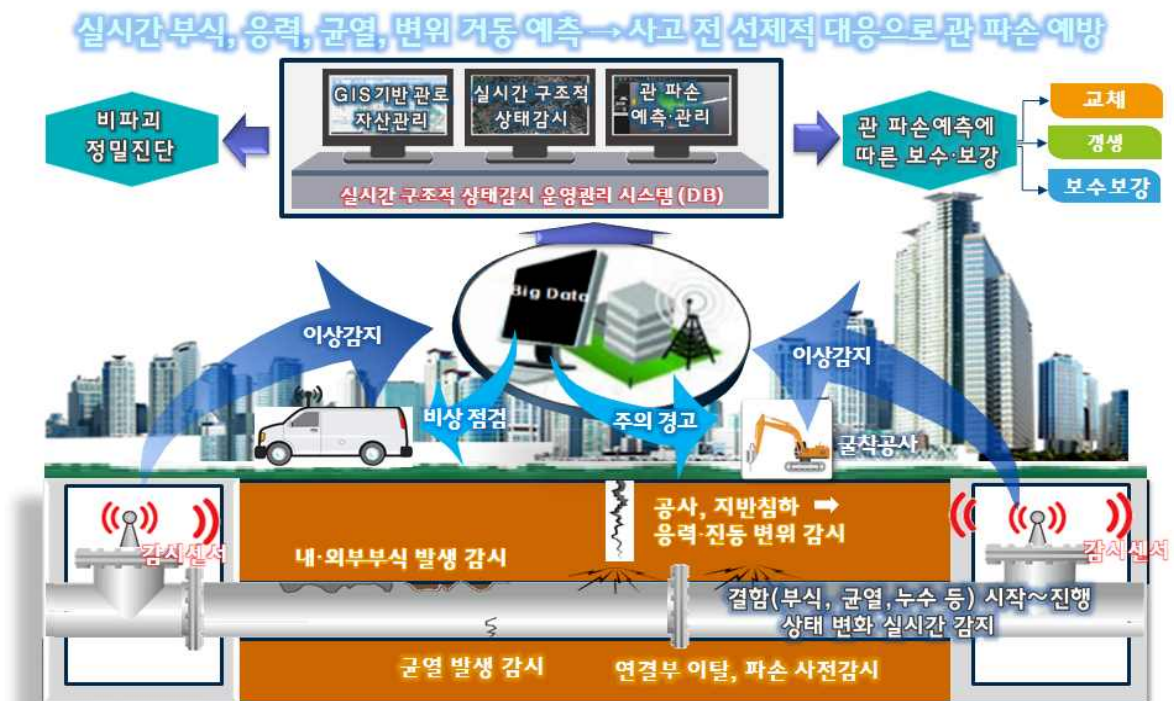 실시간 부식, 응력, 균열, 변위 거동 예측 → 사고 전 선제적 대응으로 관 파손 예방
비파괴
정밀진단
GIS기반 관로
자산관리
실시간 구조적
상태감시
관 파손
예측·관리
실시간 구조적 상태감시 운영관리 시스템 (DB)
관 파손예측에
따른 보수·보강
교체
갱생
보수보강
Big Data
이상감지
이상감지
비상 점검
주의 경고
굴착공사
감시센서
내·외부부식 발생 감시
공사, 지반침하 ➡
응력·진동 변위 감시
감시센서
결함(부식, 균열,누수 등) 시작~진행
상태 변화 실시간 감지
균열 발생 감시
연결부 이탈, 파손 사전감시